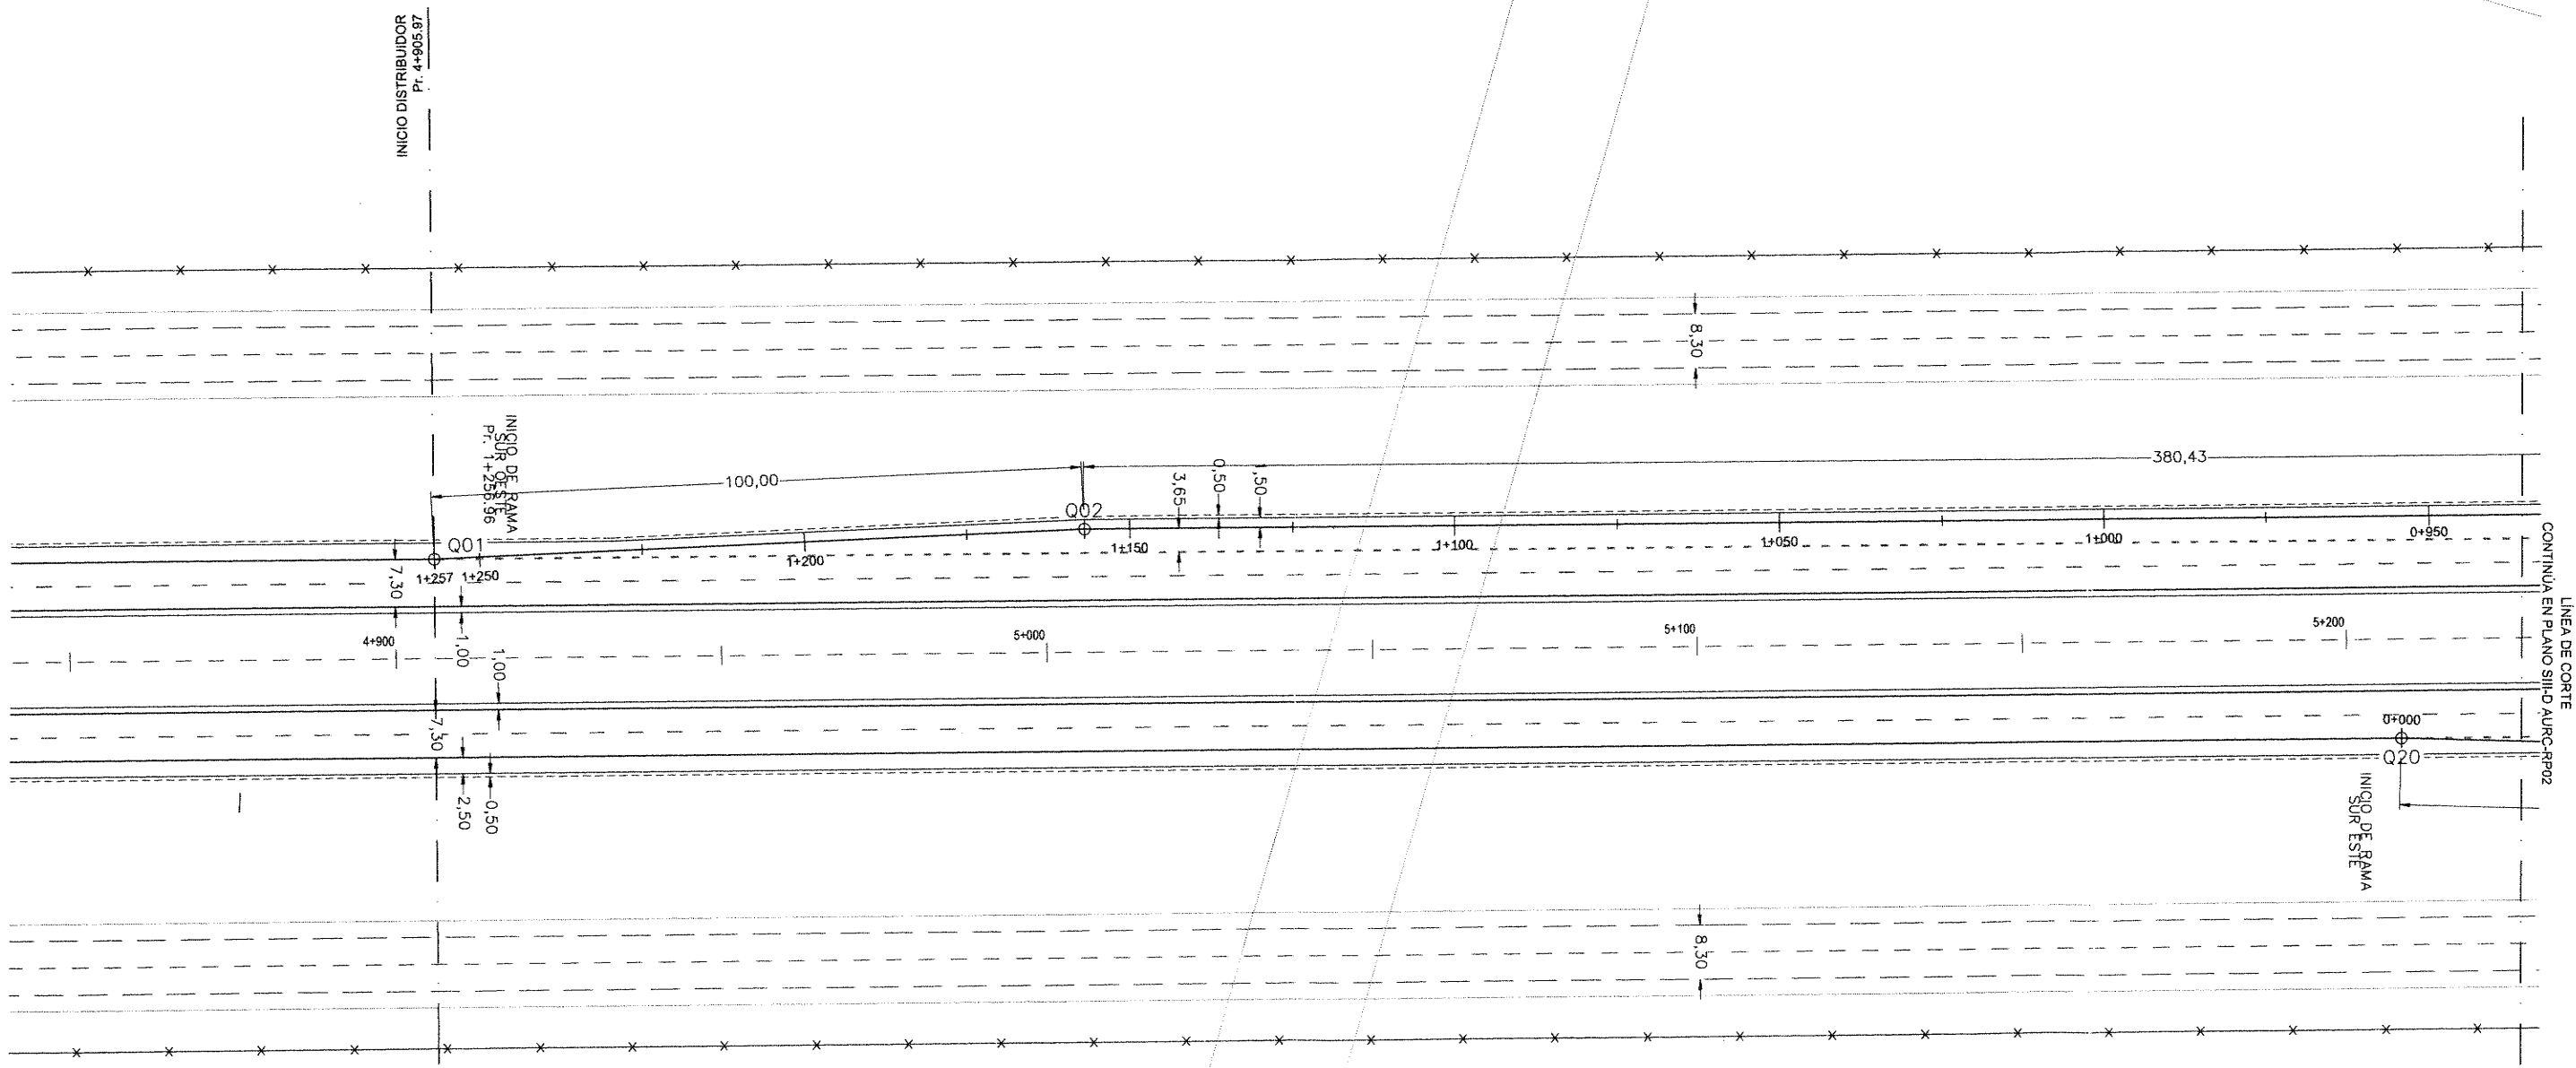 INICIO DISTRIBUIDOR
Pr. 4+905.97
8,30
INICIO DE RAMA
SUR OESTE
Pr. 1+256.96
100,00
380,43
3,65
0,50
1,50
Q01
Q02
1+257
1+250
1+200
1+150
1+100
1+050
1+000
0+950
7,30
4+900
5+000
5+100
5+200
1,00
1,00
7,30
2,50
0,50
0+000
Q20
INICIO DE RAMA
SUR ESTE
8,30
LÍNEA DE CORTE
CONTINÚA EN PLANO SIII-D AURC-RP02